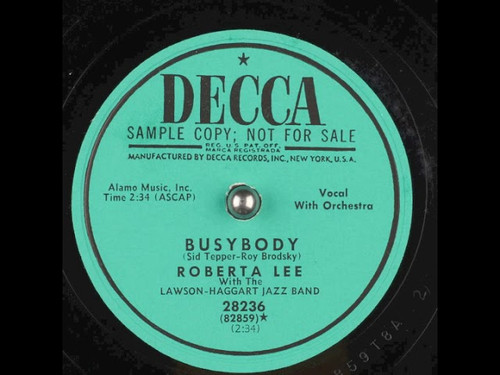 ★
DECCA
SAMPLE COPY; NOT FOR SALE
REG. U.S. PAT. OFF.
MARCA REGISTRADA
MANUFACTURED BY DECCA RECORDS, INC., NEW YORK, U.S.A.
Alamo Music, Inc.
Time 2:34 (ASCAP)
Vocal
With Orchestra
BUSYBODY
(Sid Tepper-Roy Brodsky)
ROBERTA LEE
With The
LAWSON-HAGGART JAZZ BAND
28236
(82859)★
(2:34)